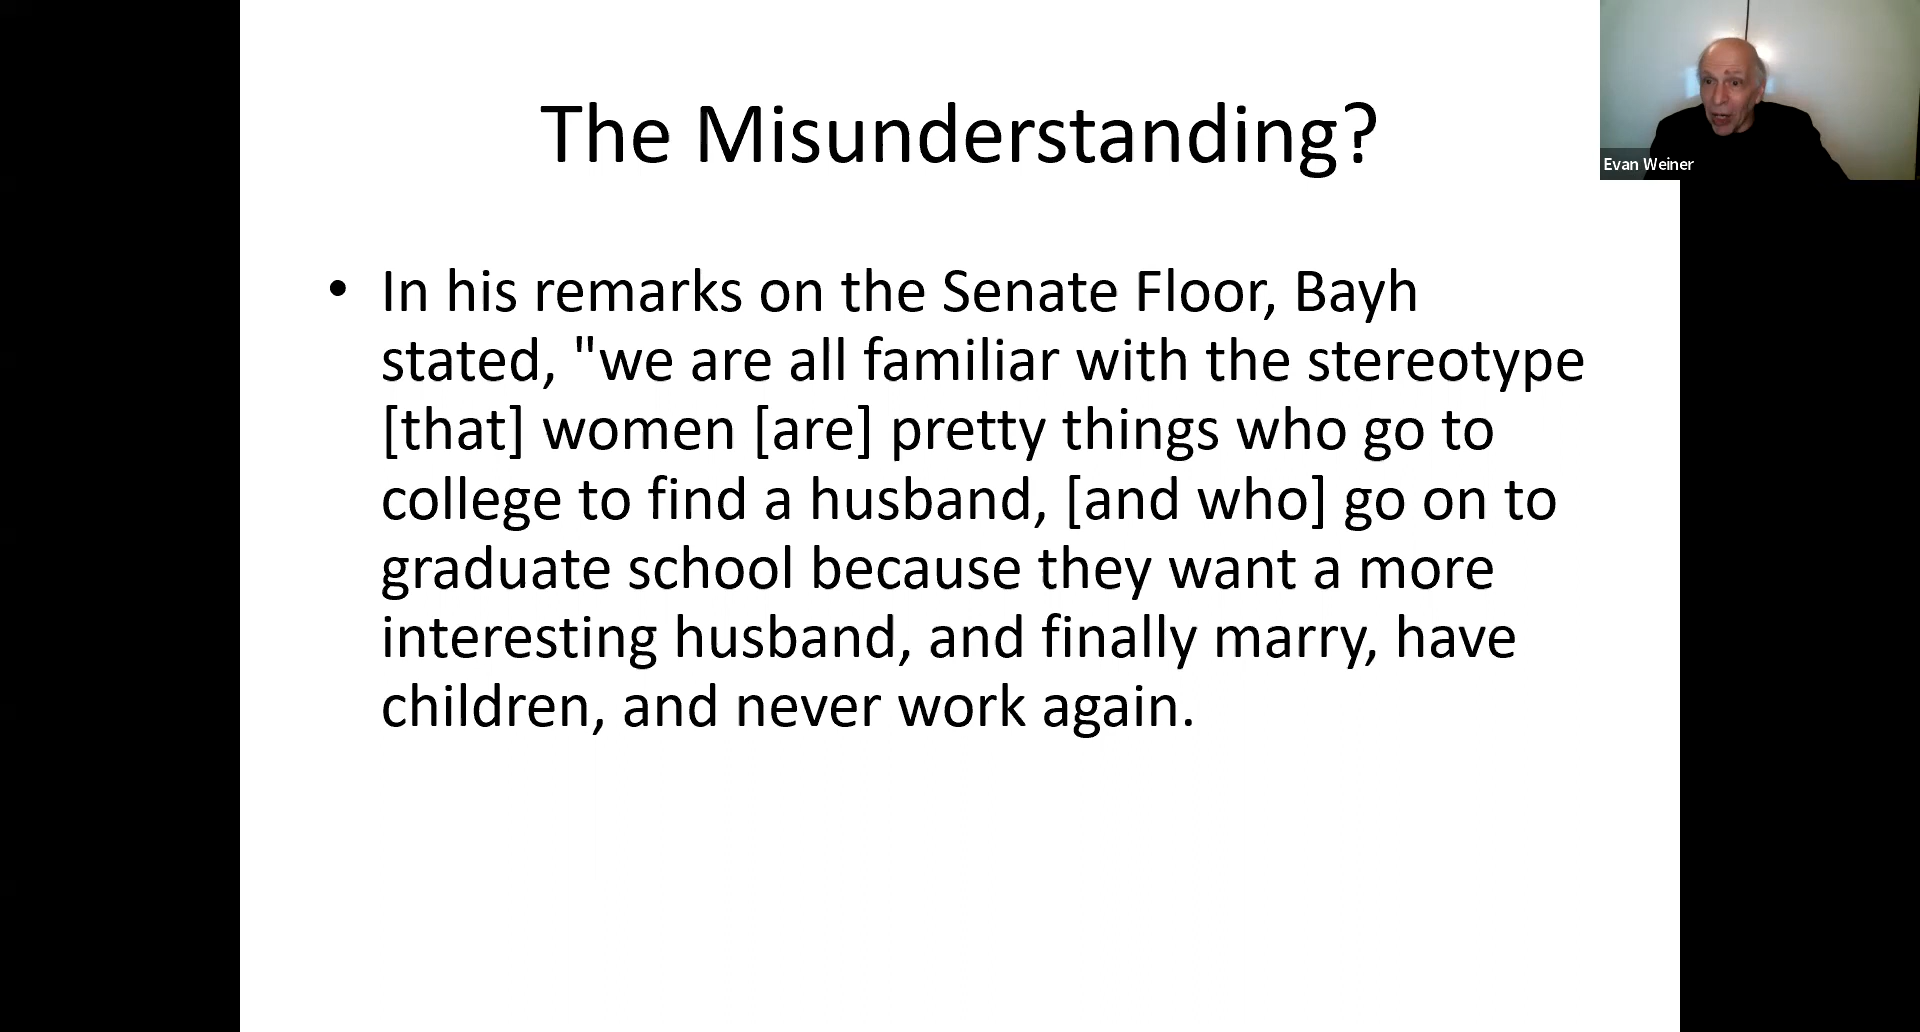 The Misunderstanding?
Evan Weiner
• In his remarks on the Senate Floor, Bayh
stated, "we are all familiar with the stereotype
[that] women [are] pretty things who go to
college to find a husband, [and who] go on to
graduate school because they want a more
interesting husband, and finally marry, have
children, and never work again.